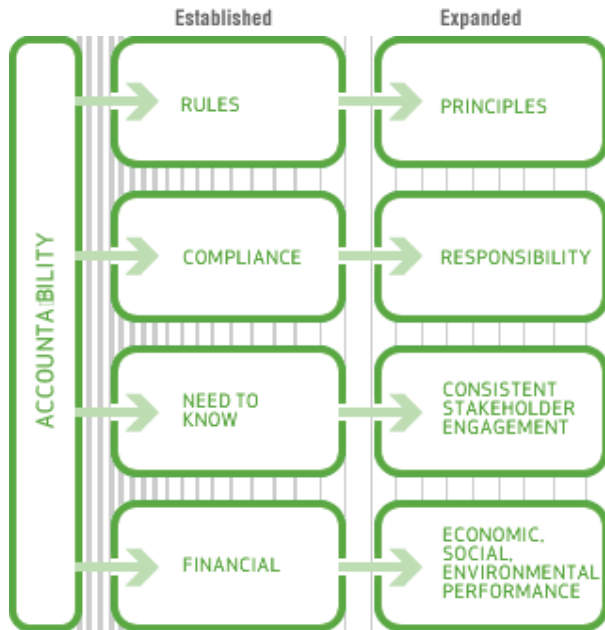 Established
Expanded
ACCOUNTABILITY
RULES
PRINCIPLES
COMPLIANCE
RESPONSIBILITY
NEED TO
KNOW
CONSISTENT
STAKEHOLDER
ENGAGEMENT
FINANCIAL
ECONOMIC,
SOCIAL,
ENVIRONMENTAL
PERFORMANCE